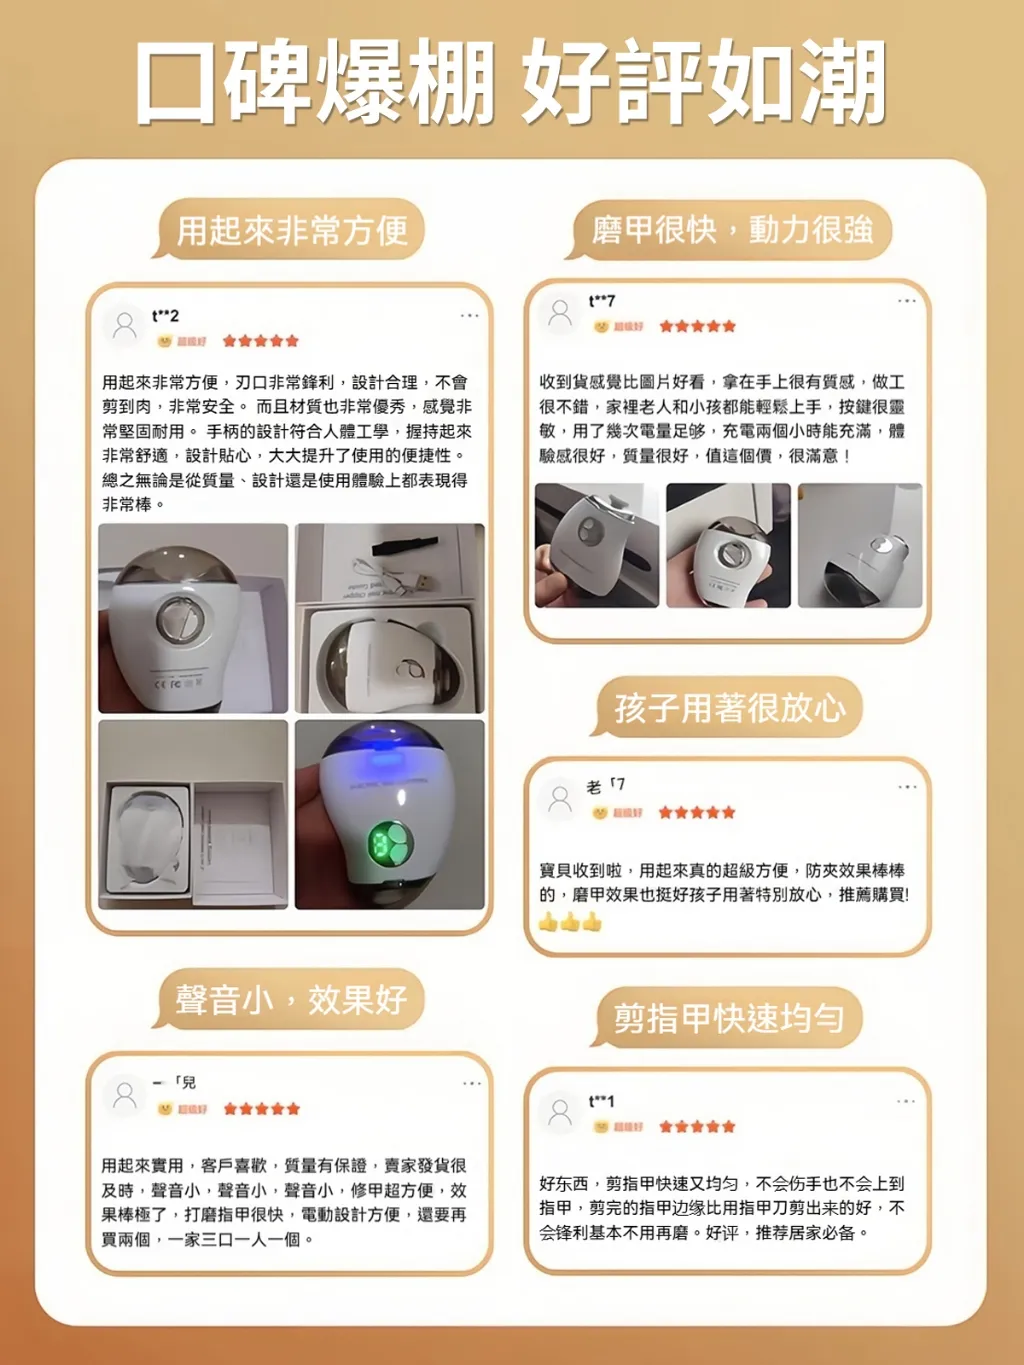 口碑爆棚 好評如潮
用起來非常方便
t**2
超級好
用起來非常方便，刃口非常鋒利，設計合理，不會
剪到肉，非常安全。 而且材質也非常優秀，感覺非
常堅固耐用。 手柄的設計符合人體工學，握持起來
非常舒適，設計貼心，大大提升了使用的便捷性。
總之無論是從質量、設計還是使用體驗上都表現得
非常棒。
磨甲很快，動力很強
t**7
超級好
收到貨感覺比圖片好看，拿在手上很有質感，做工
很不錯，家裡老人和小孩都能輕鬆上手，按鍵很靈
敏，用了幾次電量足够，充電兩個小時能充滿，體
驗感很好，質量很好，值這個價，很滿意！
孩子用著很放心
老「7
超級好
寶貝收到啦，用起來真的超級方便，防夾效果棒棒
的，磨甲效果也挺好孩子用著特別放心，推薦購買!
聲音小，效果好
一「兒
超級好
用起來實用，客戶喜歡，質量有保證，賣家發貨很
及時，聲音小，聲音小，聲音小，修甲超方便，效
果棒極了，打磨指甲很快，電動設計方便，還要再
買兩個，一家三口一人一個。
剪指甲快速均勻
t**1
超級好
好东西，剪指甲快速又均匀，不会伤手也不会上到
指甲，剪完的指甲边缘比用指甲刀剪出来的好，不
会锋利基本不用再磨。好评，推荐居家必备。